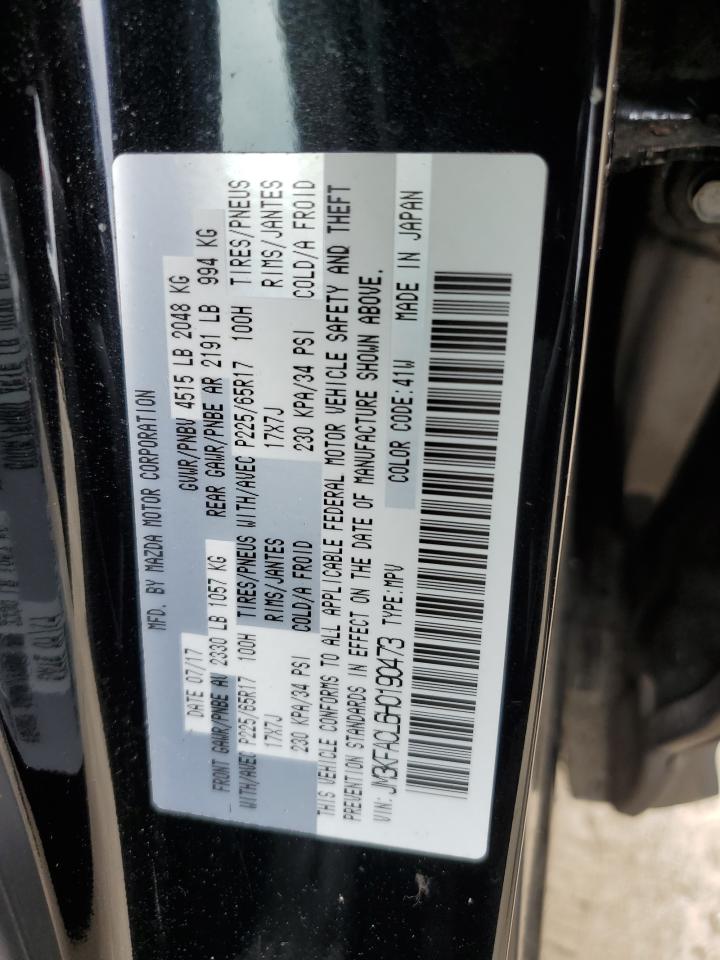 MFD. BY MAZDA MOTOR CORPORATION
DATE 07/17 GVWR/PNBV 4515 LB 2048 KG
FRONT GAWR/PNBE AV 2330 LB 1057 KG REAR GAWR/PNBE AR 2191 LB 994 KG
WITH/AVEC P225/65R17 100H TIRES/PNEUS WITH/AVEC P225/65R17 100H TIRES/PNEUS
17X7J RIMS/JANTES 17X7J RIMS/JANTES
230 KPA/34 PSI COLD/A FROID 230 KPA/34 PSI COLD/A FROID
THIS VEHICLE CONFORMS TO ALL APPLICABLE FEDERAL MOTOR VEHICLE SAFETY AND THEFT
PREVENTION STANDARDS IN EFFECT ON THE DATE OF MANUFACTURE SHOWN ABOVE.
VIN: JM3KFACL6H0190473 TYPE:MPV COLOR CODE:41W MADE IN JAPAN